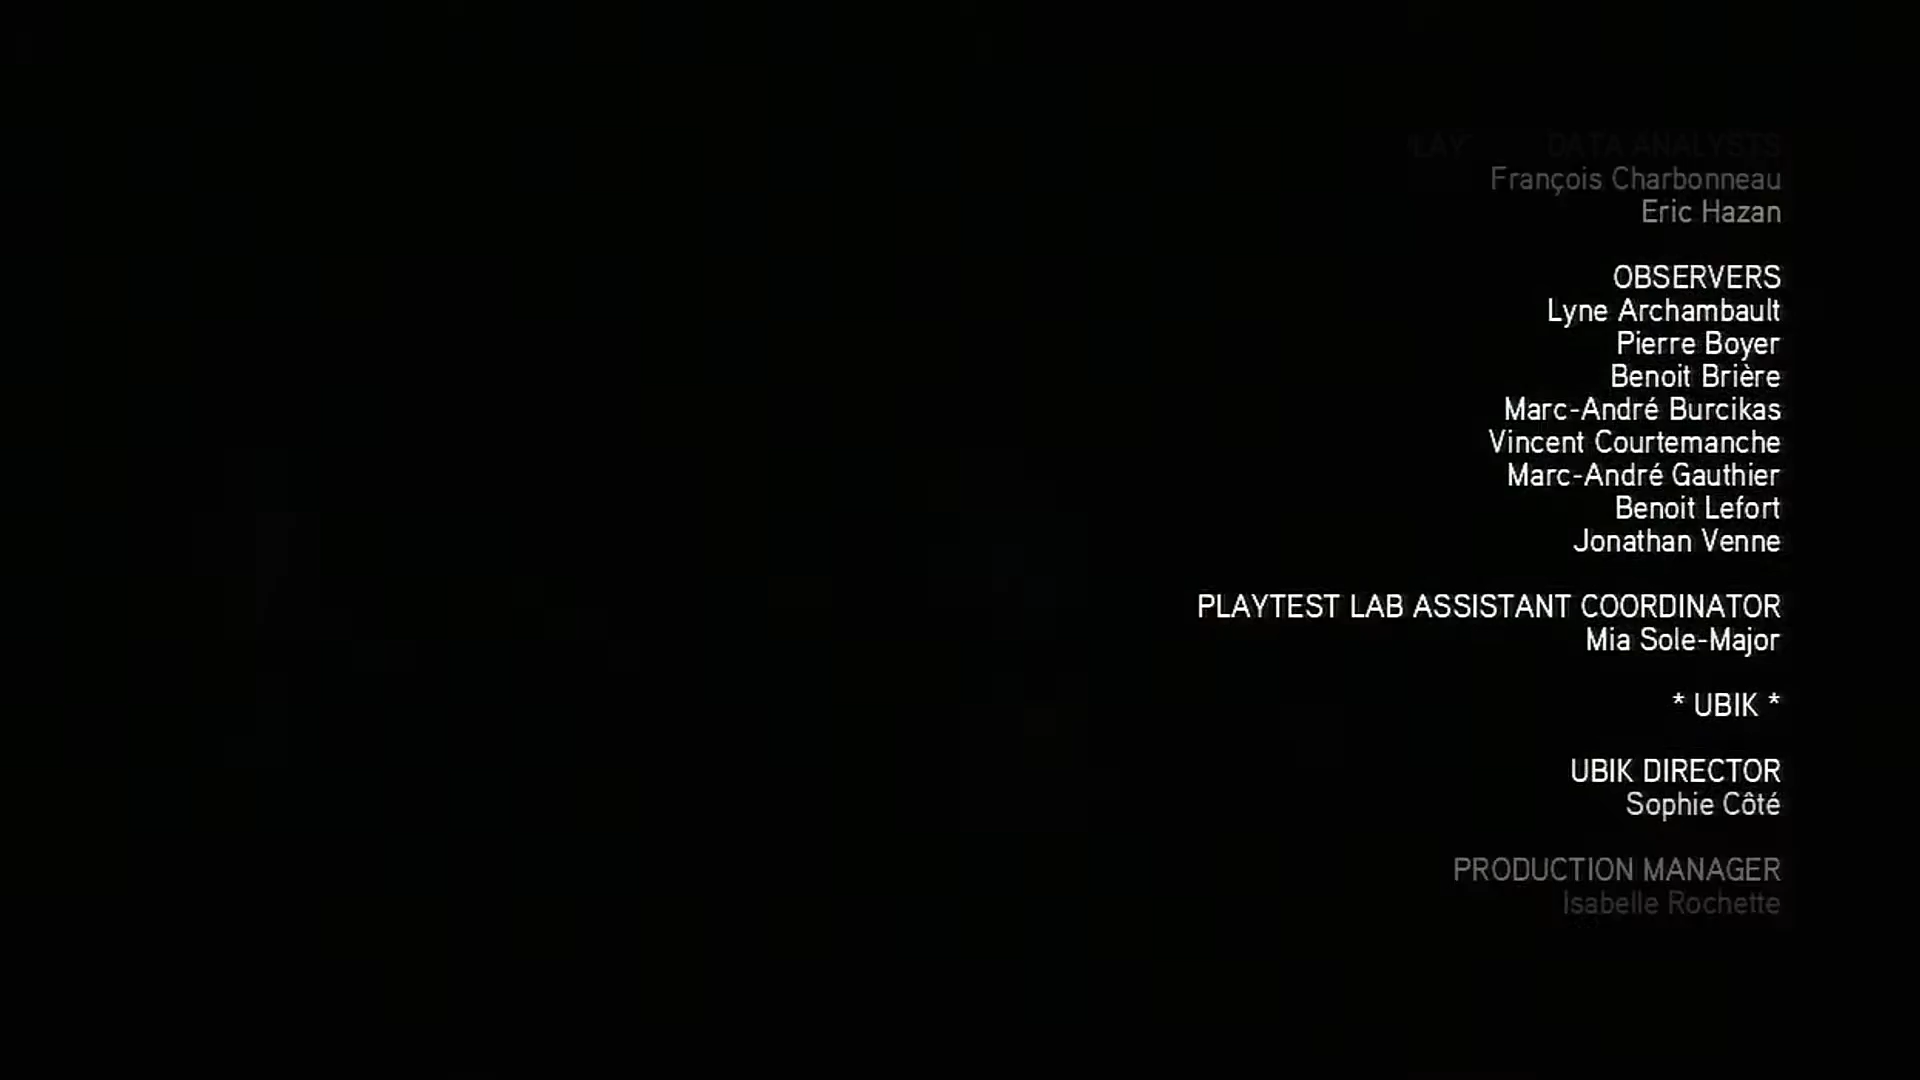 DATA ANALYSTS
François Charbonneau
Eric Hazan
OBSERVERS
Lyne Archambault
Pierre Boyer
Benoit Brière
Marc-André Burcikas
Vincent Courtemanche
Marc-André Gauthier
Benoit Lefort
Jonathan Venne
PLAYTEST LAB ASSISTANT COORDINATOR
Mia Sole-Major
* UBIK *
UBIK DIRECTOR
Sophie Côté
PRODUCTION MANAGER
Isabelle Rochette